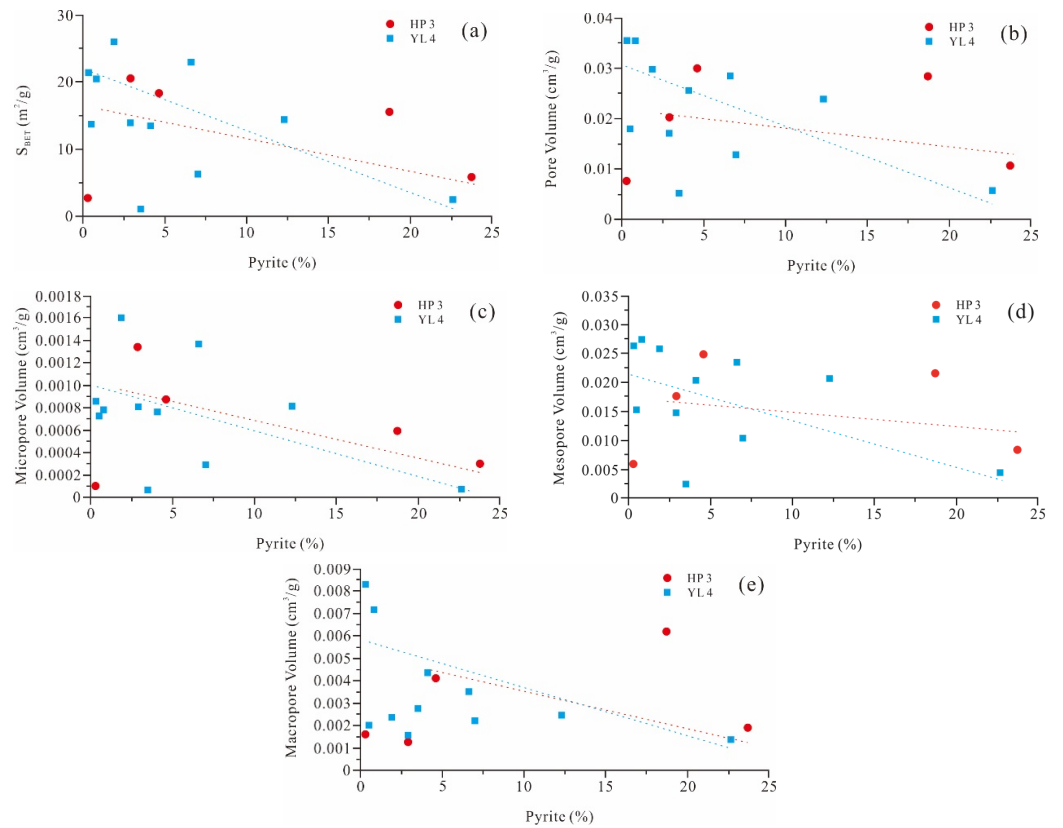 30
20
10
0
S_BET (m²/g)
0
5
10
15
20
25
Pyrite (%)
HP 3
YL 4
(a)
0.04
0.03
0.02
0.01
0
Pore Volume (cm³/g)
0
5
10
15
20
25
Pyrite (%)
HP 3
YL 4
(b)
0.0018
0.0016
0.0014
0.0012
0.0010
0.0008
0.0006
0.0004
0.0002
0
Micropore Volume (cm³/g)
0
5
10
15
20
25
Pyrite (%)
HP 3
YL 4
(c)
0.035
0.030
0.025
0.020
0.015
0.010
0.005
0
Mesopore Volume (cm³/g)
0
5
10
15
20
25
Pyrite (%)
HP 3
YL 4
(d)
0.009
0.008
0.007
0.006
0.005
0.004
0.003
0.002
0.001
0
Macropore Volume (cm³/g)
0
5
10
15
20
25
Pyrite (%)
HP 3
YL 4
(e)